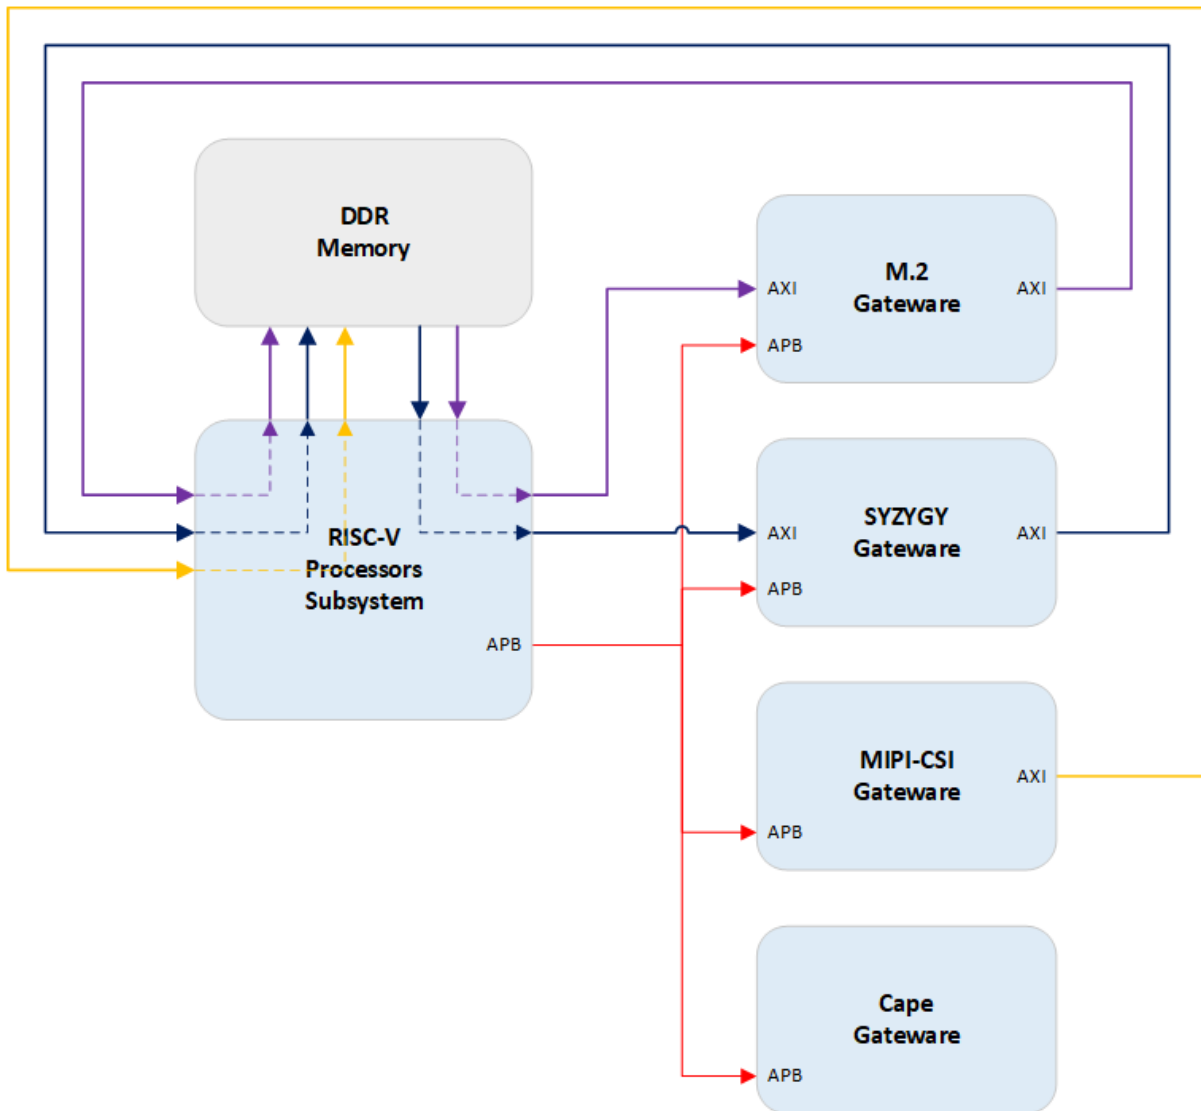 DDR
Memory
M.2
Gateware
AXI
AXI
APB
RISC-V
Processors
Subsystem
APB
SYZYGY
Gateware
AXI
AXI
APB
MIPI-CSI
Gateware
AXI
APB
Cape
Gateware
APB